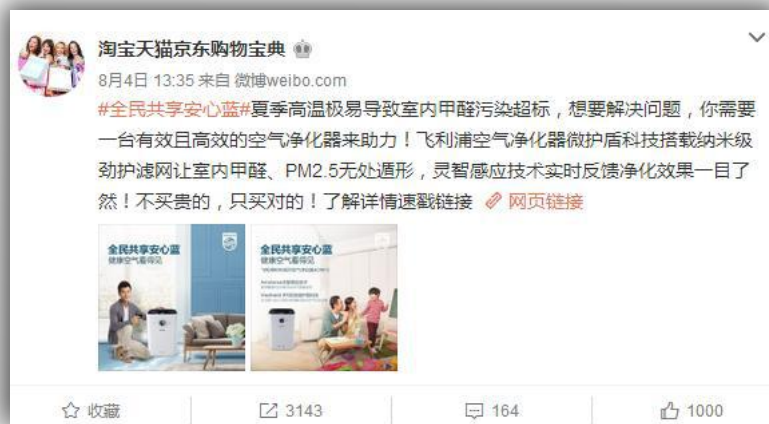 淘宝天猫京东购物宝典
8月4日 13:35 来自 微博weibo.com
#全民共享安心蓝#夏季高温极易导致室内甲醛污染超标，想要解决问题，你需要
一台有效且高效的空气净化器来助力！飞利浦空气净化器微护盾科技搭载纳米级
劲护滤网让室内甲醛、PM2.5无处遁形，灵智感应技术实时反馈净化效果一目了
然！不买贵的，只买对的！了解详情速戳链接 网页链接
全民共享安心蓝
健康空气看得见
全民共享安心蓝
健康空气看得见
收藏
3143
164
1000